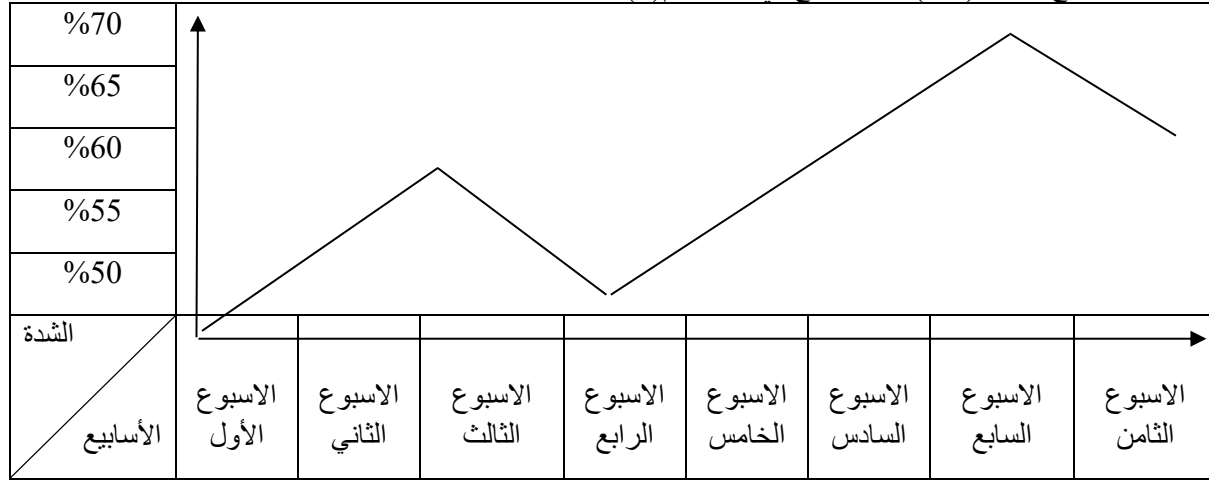 %70
%65
%60
%55
%50
الشدة
الأسابيع
الاسبوع الأول
الاسبوع الثاني
الاسبوع الثالث
الاسبوع الرابع
الاسبوع الخامس
الاسبوع السادس
الاسبوع السابع
الاسبوع الثامن